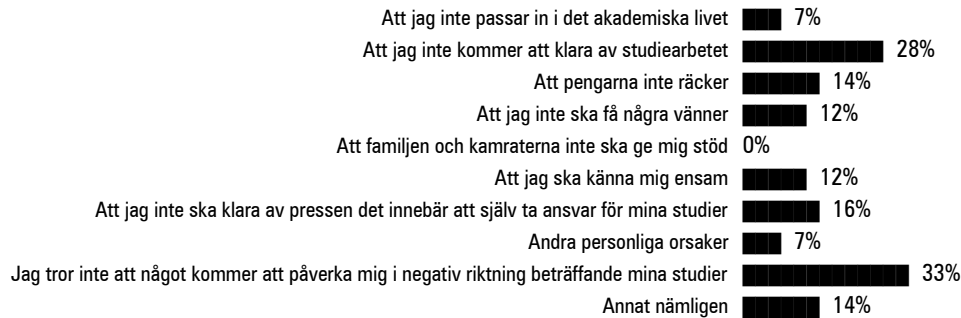 Att jag inte passar in i det akademiska livet 7%
Att jag inte kommer att klara av studiearbetet 28%
Att pengarna inte räcker 14%
Att jag inte ska få några vänner 12%
Att familjen och kamraterna inte ska ge mig stöd 0%
Att jag ska känna mig ensam 12%
Att jag inte ska klara av pressen det innebär att själv ta ansvar för mina studier 16%
Andra personliga orsaker 7%
Jag tror inte att något kommer att påverka mig i negativ riktning beträffande mina studier 33%
Annat nämligen 14%